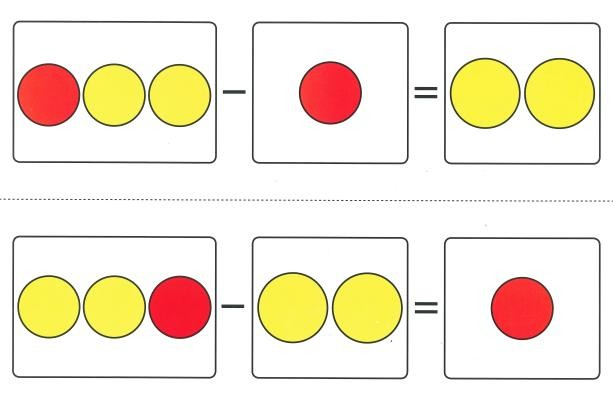 − =
− =